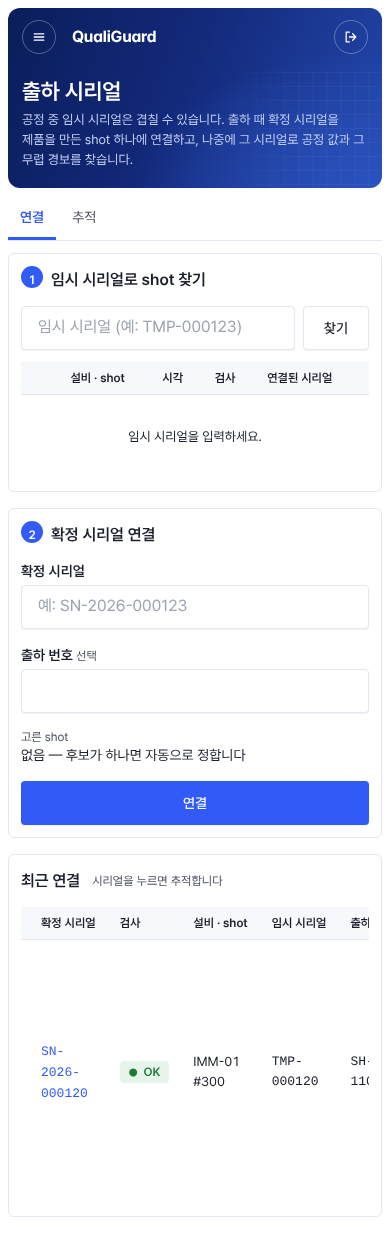 QualiGuard
출하 시리얼
공정 중 임시 시리얼은 겹칠 수 있습니다. 출하 때 확정 시리얼을
제품을 만든 shot 하나에 연결하고, 나중에 그 시리얼로 공정 값과 그
무렵 경보를 찾습니다.
연결 추적
1 임시 시리얼로 shot 찾기
임시 시리얼 (예: TMP-000123) 찾기
설비 · shot 시각 검사 연결된 시리얼
임시 시리얼을 입력하세요.
2 확정 시리얼 연결
확정 시리얼
예: SN-2026-000123
출하 번호 선택
고른 shot
없음 — 후보가 하나면 자동으로 정합니다
연결
최근 연결 시리얼을 누르면 추적합니다
확정 시리얼 검사 설비 · shot 임시 시리얼 출하
SN-
2026-
000120
OK
IMM-01
#300
TMP-
000120
SH-
110